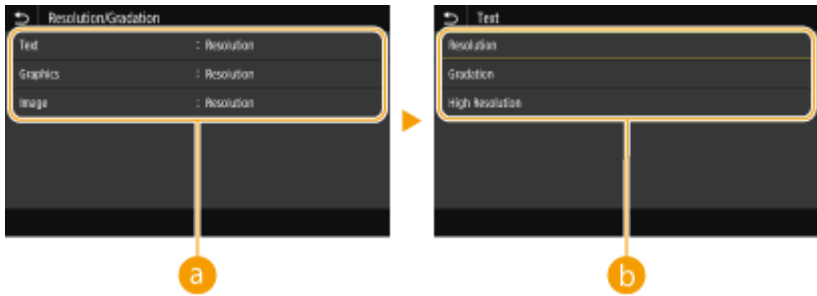 Resolution/Gradation
Text : Resolution
Graphics : Resolution
Image : Resolution
a
Text
Resolution
Gradation
High Resolution
b